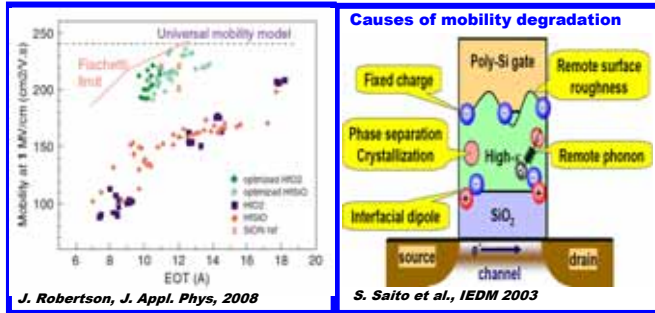 Universal mobility model
Fischetti
limit
Mobility at 1 MV/cm (cm2/V.s)
250
200
150
100
optimized HfO2
optimized HfSiO
HfO2
HfSiO
SiON ref
6 8 10 12 14 16 18 20
EOT (A)
J. Robertson, J. Appl. Phys, 2008
Causes of mobility degradation
Poly-Si gate
Fixed charge
Remote surface
roughness
Phase separation
Crystallization
High-κ
Remote phonon
Interfacial dipole
SiO₂
source
channel
drain
S. Saito et al., IEDM 2003